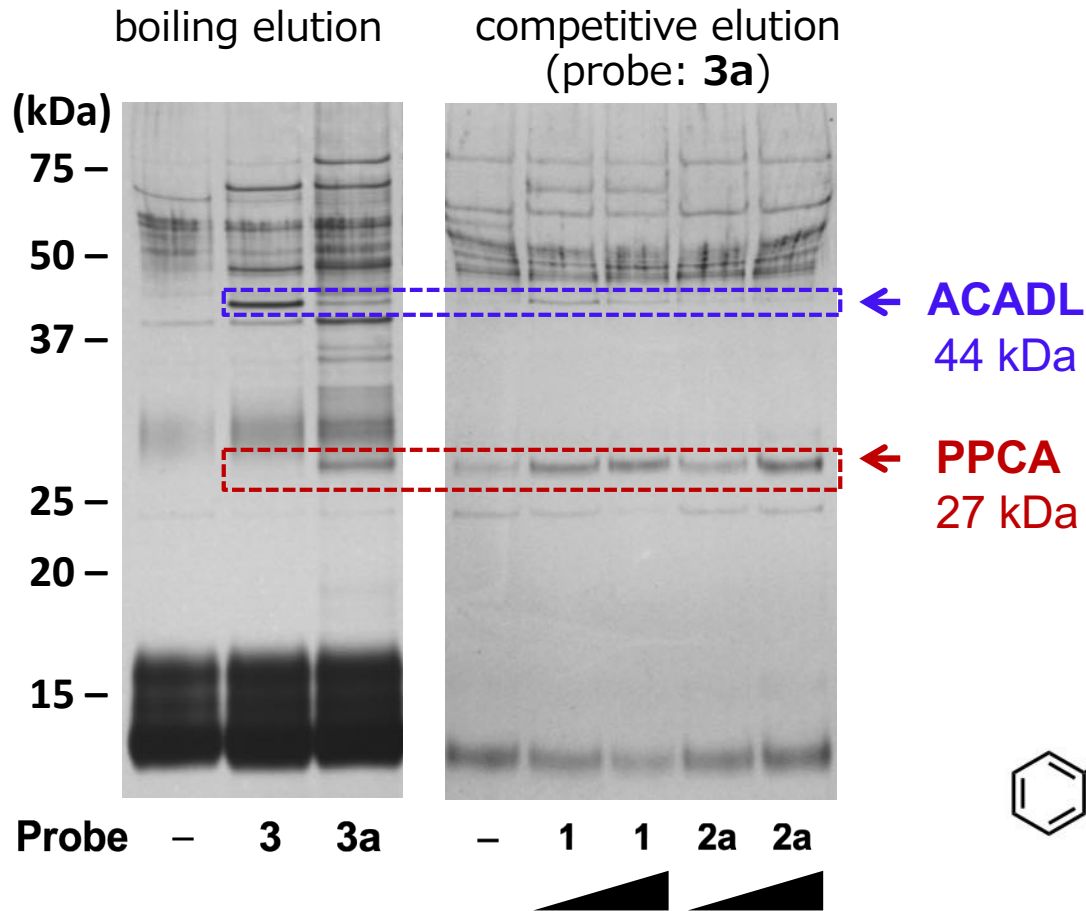 boiling elution
competitive elution
(probe: 3a)
(kDa)
75 –
50 –
37 –
25 –
20 –
15 –
ACADL
44 kDa
PPCA
27 kDa
Probe – 3 3a – 1 1 2a 2a